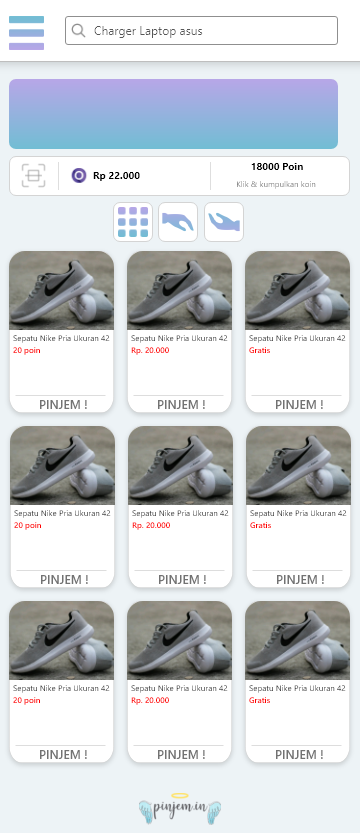 Charger Laptop asus
Rp 22.000
18000 Poin
Klik & kumpulkan koin
Sepatu Nike Pria Ukuran 42
20 poin
PINJEM !
Sepatu Nike Pria Ukuran 42
Rp. 20.000
PINJEM !
Sepatu Nike Pria Ukuran 42
Gratis
PINJEM !
Sepatu Nike Pria Ukuran 42
20 poin
PINJEM !
Sepatu Nike Pria Ukuran 42
Rp. 20.000
PINJEM !
Sepatu Nike Pria Ukuran 42
Gratis
PINJEM !
Sepatu Nike Pria Ukuran 42
20 poin
PINJEM !
Sepatu Nike Pria Ukuran 42
Rp. 20.000
PINJEM !
Sepatu Nike Pria Ukuran 42
Gratis
PINJEM !
pinjem.in